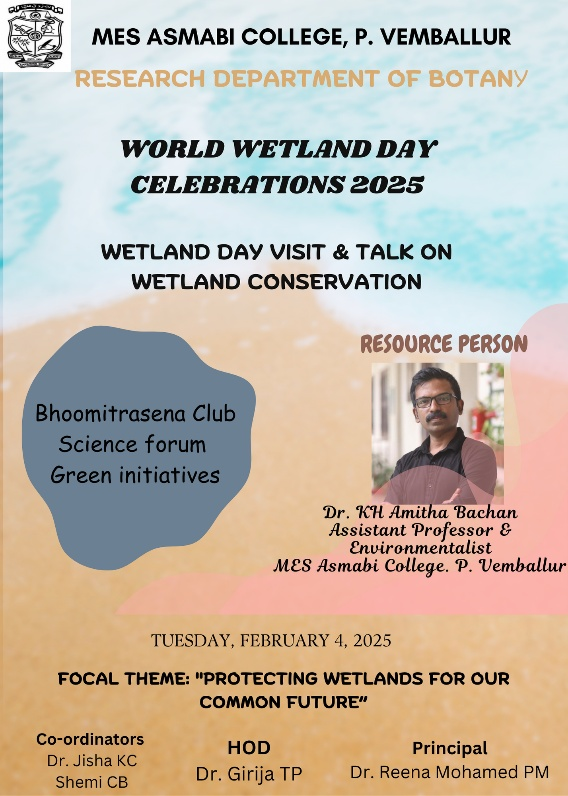 MES ASMABI COLLEGE, P. VEMBALLUR
RESEARCH DEPARTMENT OF BOTANY
WORLD WETLAND DAY
CELEBRATIONS 2025
WETLAND DAY VISIT & TALK ON
WETLAND CONSERVATION
Bhoomitrasena Club
Science forum
Green initiatives
RESOURCE PERSON
Dr. KH Amitha Bachan
Assistant Professor &
Environmentalist
MES Asmabi College. P. Vemballur
TUESDAY, FEBRUARY 4, 2025
FOCAL THEME: "PROTECTING WETLANDS FOR OUR
COMMON FUTURE”
Co-ordinators
Dr. Jisha KC
Shemi CB
HOD
Dr. Girija TP
Principal
Dr. Reena Mohamed PM